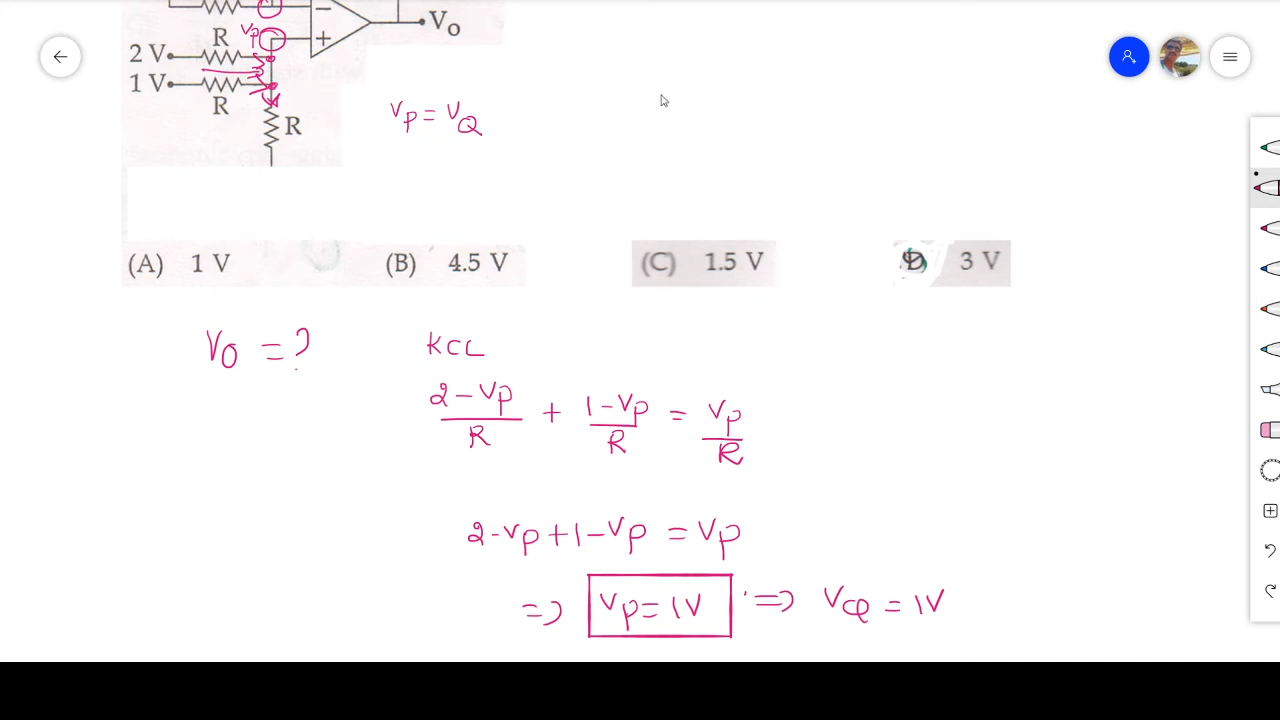 R
Vo
VP
R
2 V
1 V
R
R
VP = VQ
(A) 1 V (B) 4.5 V (C) 1.5 V D 3 V
VO = ?
KCL
2 - VP / R + 1 - VP / R = VP / R
2 - VP + 1 - VP = VP
=> VP = 1V => VQ = 1V